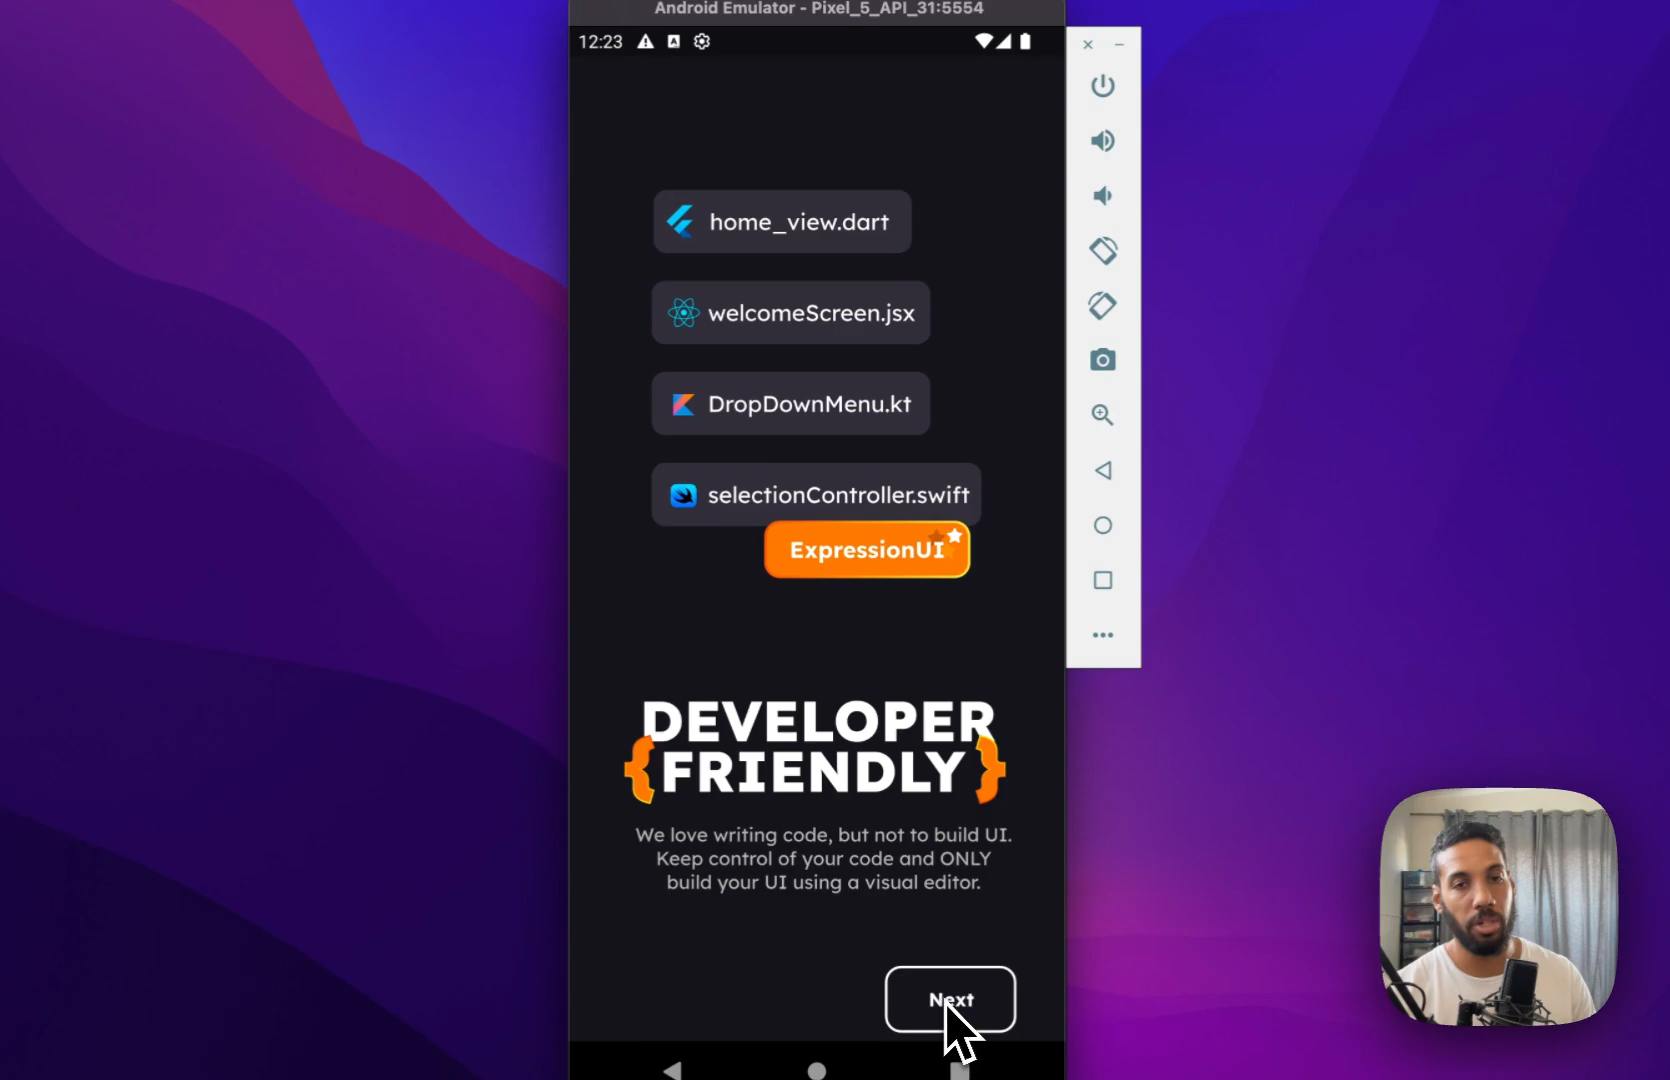 Android Emulator - Pixel_5_API_31:5554
12:23
home_view.dart
welcomeScreen.jsx
DropDownMenu.kt
selectionController.swift
ExpressionUI
DEVELOPER
{FRIENDLY}
We love writing code, but not to build UI.
Keep control of your code and ONLY
build your UI using a visual editor.
Next